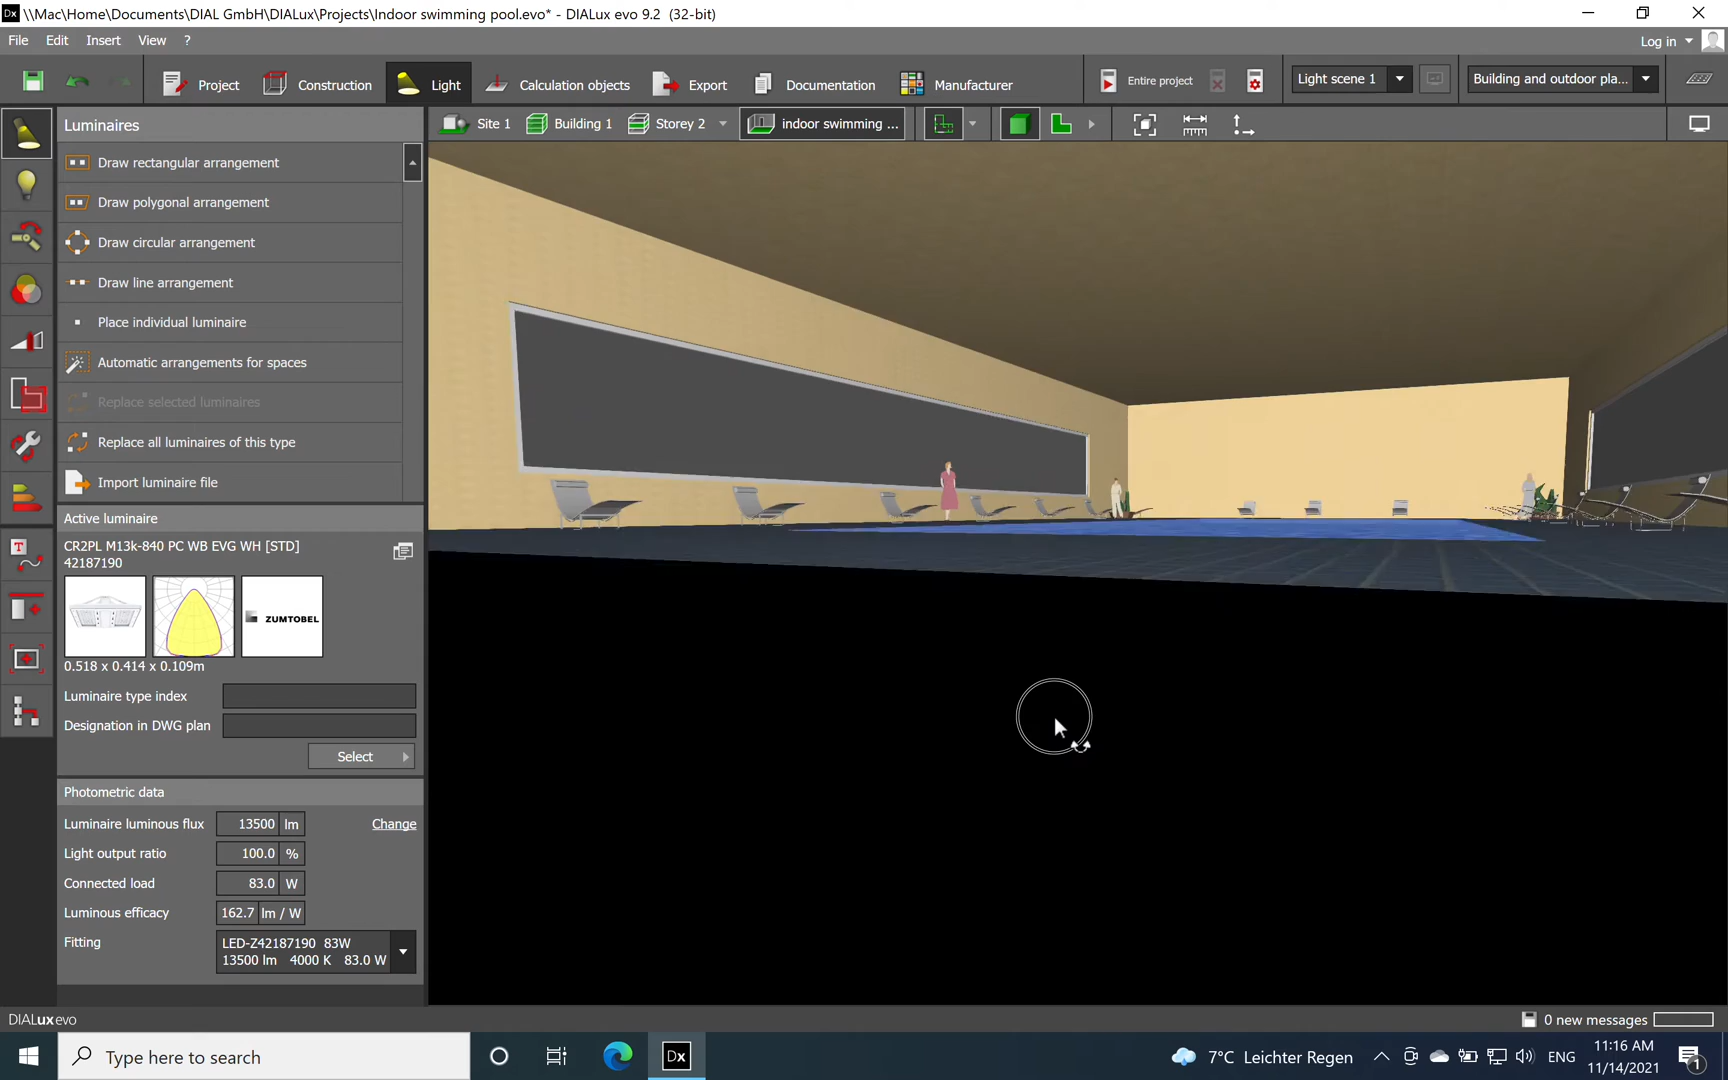 \\Mac\Home\Documents\DIAL GmbH\DIALux\Projects\Indoor swimming pool.evo* - DIALux evo 9.2 (32-bit)
File Edit Insert View ?
Log in
Project Construction Light Calculation objects Export Documentation Manufacturer Entire project Light scene 1 Building and outdoor pla...
Luminaires
Site 1 Building 1 Storey 2 indoor swimming ...
Draw rectangular arrangement
Draw polygonal arrangement
Draw circular arrangement
Draw line arrangement
Place individual luminaire
Automatic arrangements for spaces
Replace selected luminaires
Replace all luminaires of this type
Import luminaire file
Active luminaire
CR2PL M13k-840 PC WB EVG WH [STD]
42187190
ZUMTOBEL
0.518 x 0.414 x 0.109m
Luminaire type index
Designation in DWG plan
Select
Photometric data
Luminaire luminous flux 13500 lm Change
Light output ratio 100.0 %
Connected load 83.0 W
Luminous efficacy 162.7 lm / W
Fitting LED-Z42187190 83W
13500 lm 4000 K 83.0 W
DIALux evo
0 new messages
Type here to search
Dx
7°C Leichter Regen
ENG
11:16 AM
11/14/2021
1